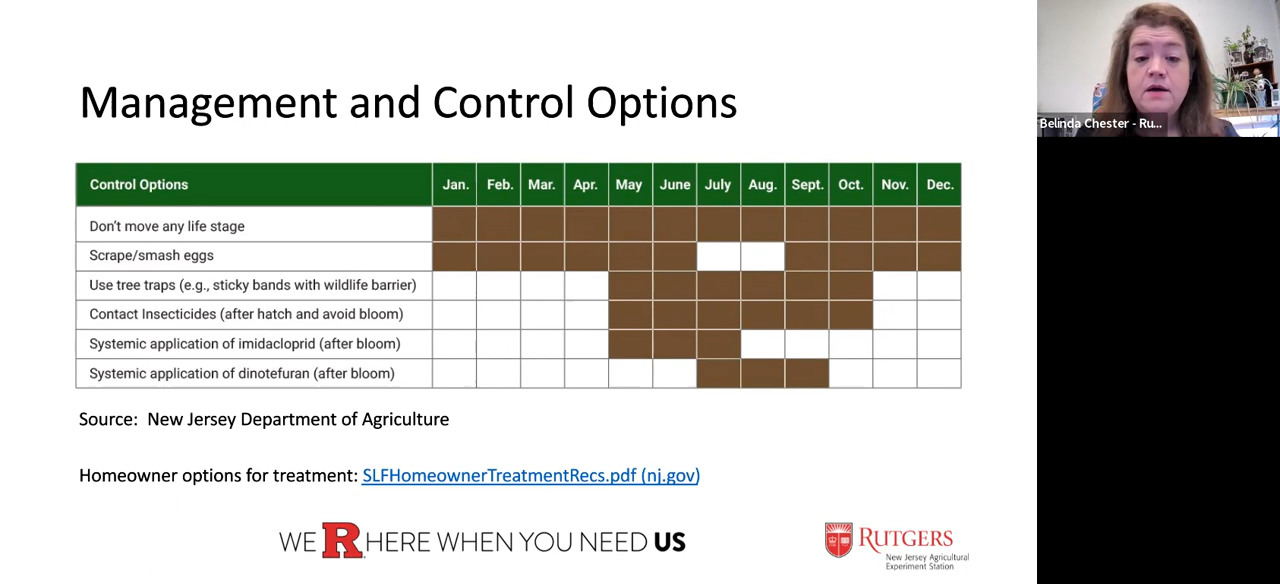 Management and Control Options
Control Options Jan. Feb. Mar. Apr. May June July Aug. Sept. Oct. Nov. Dec.
Don't move any life stage
Scrape/smash eggs
Use tree traps (e.g., sticky bands with wildlife barrier)
Contact Insecticides (after hatch and avoid bloom)
Systemic application of imidacloprid (after bloom)
Systemic application of dinotefuran (after bloom)
Source: New Jersey Department of Agriculture
Homeowner options for treatment: SLFHomeownerTreatmentRecs.pdf (nj.gov)
WE R HERE WHEN YOU NEED US
RUTGERS
New Jersey Agricultural
Experiment Station
Belinda Chester - Ru...